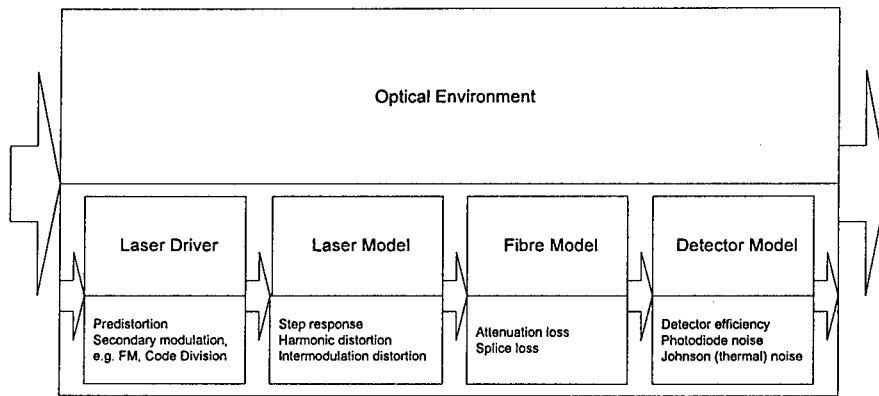 Optical Environment
Laser Driver
Predistortion
Secondary modulation,
e.g. FM, Code Division
Laser Model
Step response
Harmonic distortion
Intermodulation distortion
Fibre Model
Attenuation loss
Splice loss
Detector Model
Detector efficiency
Photodiode noise
Johnson (thermal) noise